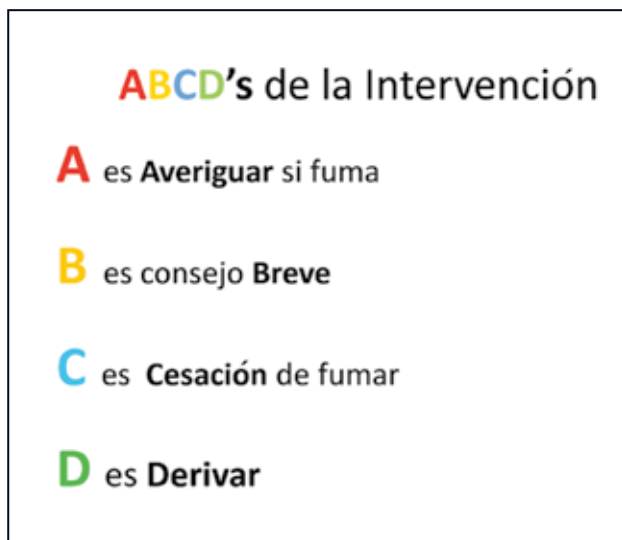 ABCD's de la Intervención
A es Averiguar si fuma
B es consejo Breve
C es Cesación de fumar
D es Derivar